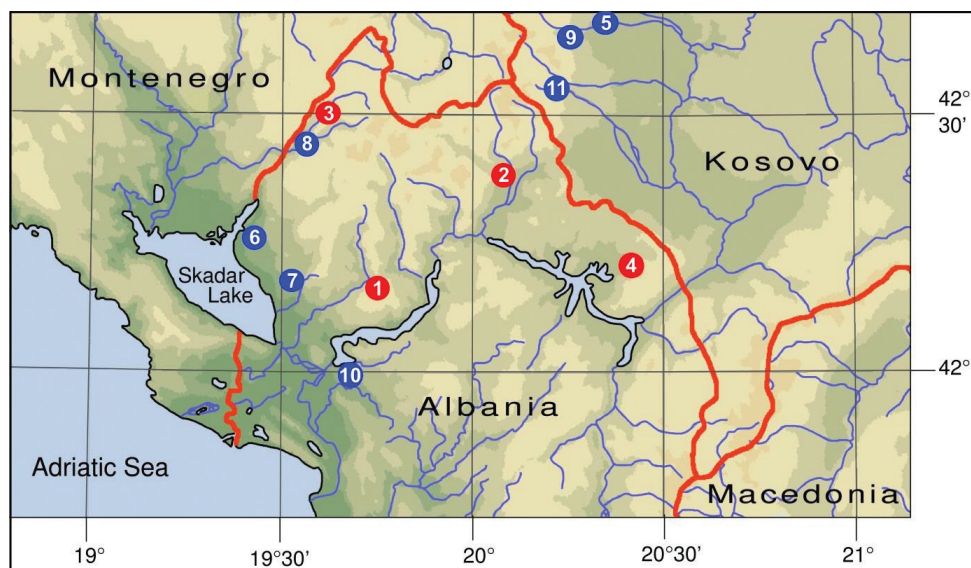 5
9
Montenegro
11
42°
30'
3
8
Kosovo
2
6
Skadar
Lake
7
4
1
10
42°
Albania
Adriatic Sea
Macedonia
19°
19°30'
20°
20°30'
21°